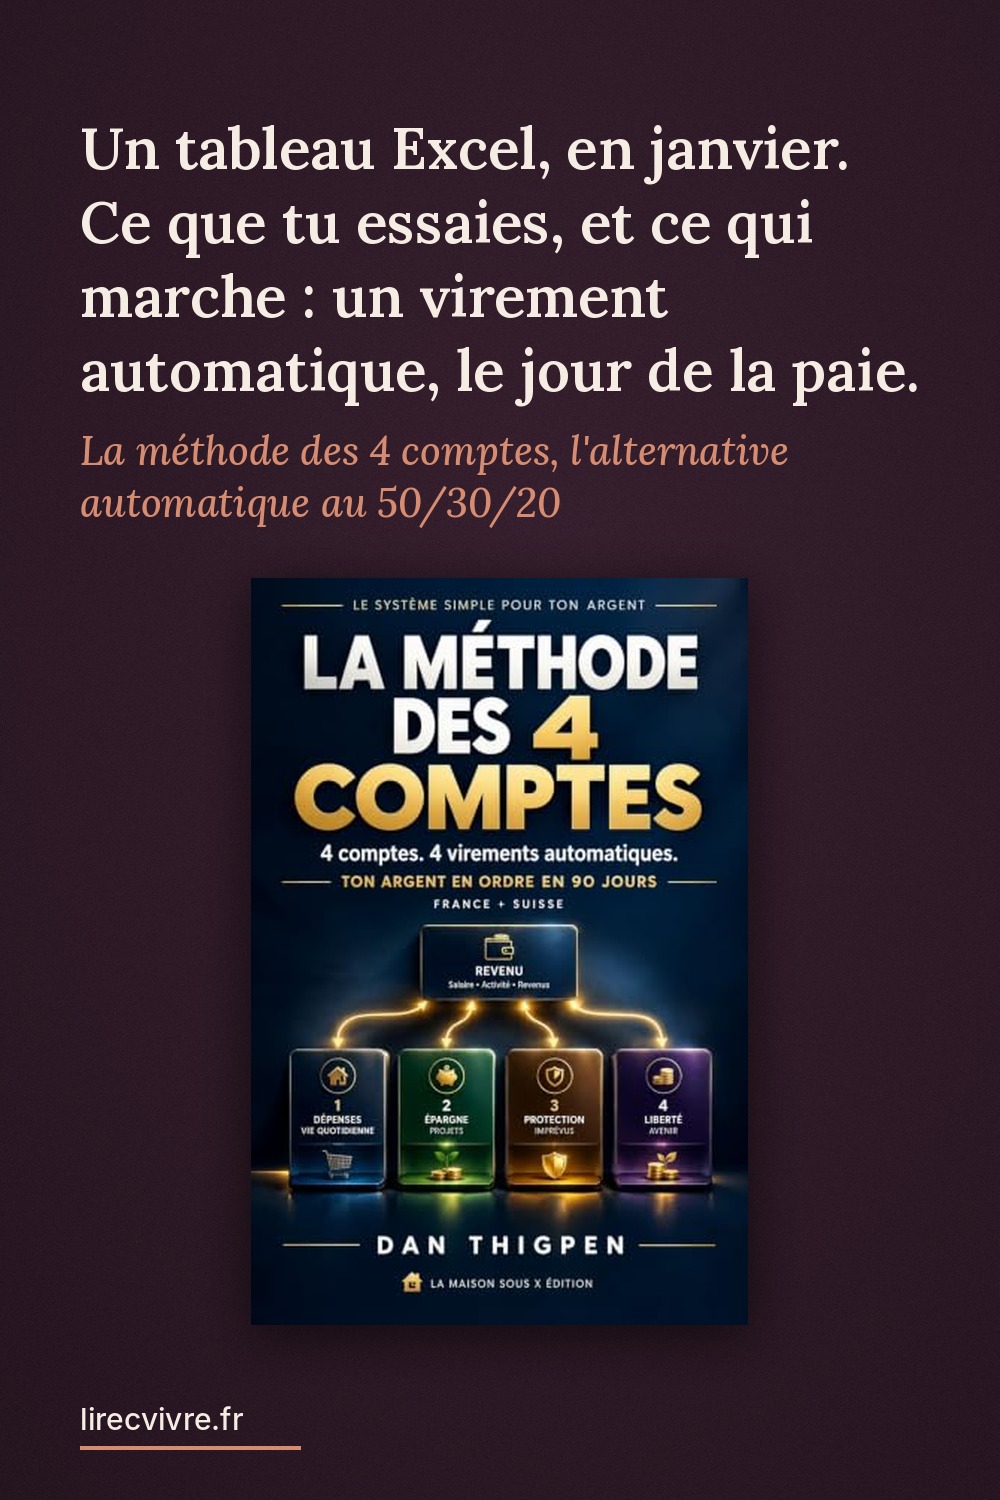 Un tableau Excel, en janvier.
Ce que tu essaies, et ce qui
marche : un virement
automatique, le jour de la paie.
La méthode des 4 comptes, l'alternative
automatique au 50/30/20
LE SYSTÈME SIMPLE POUR TON ARGENT
LA MÉTHODE
DES 4
COMPTES
4 comptes. 4 virements automatiques.
TON ARGENT EN ORDRE EN 90 JOURS
FRANCE + SUISSE
REVENU
Salaire • Activité • Revenus
1
DÉPENSES
VIE QUOTIDIENNE
2
ÉPARGNE
PROJETS
3
PROTECTION
IMPRÉVUS
4
LIBERTÉ
AVENIR
DAN THIGPEN
LA MAISON SOUS X ÉDITION
lirecvivre.fr